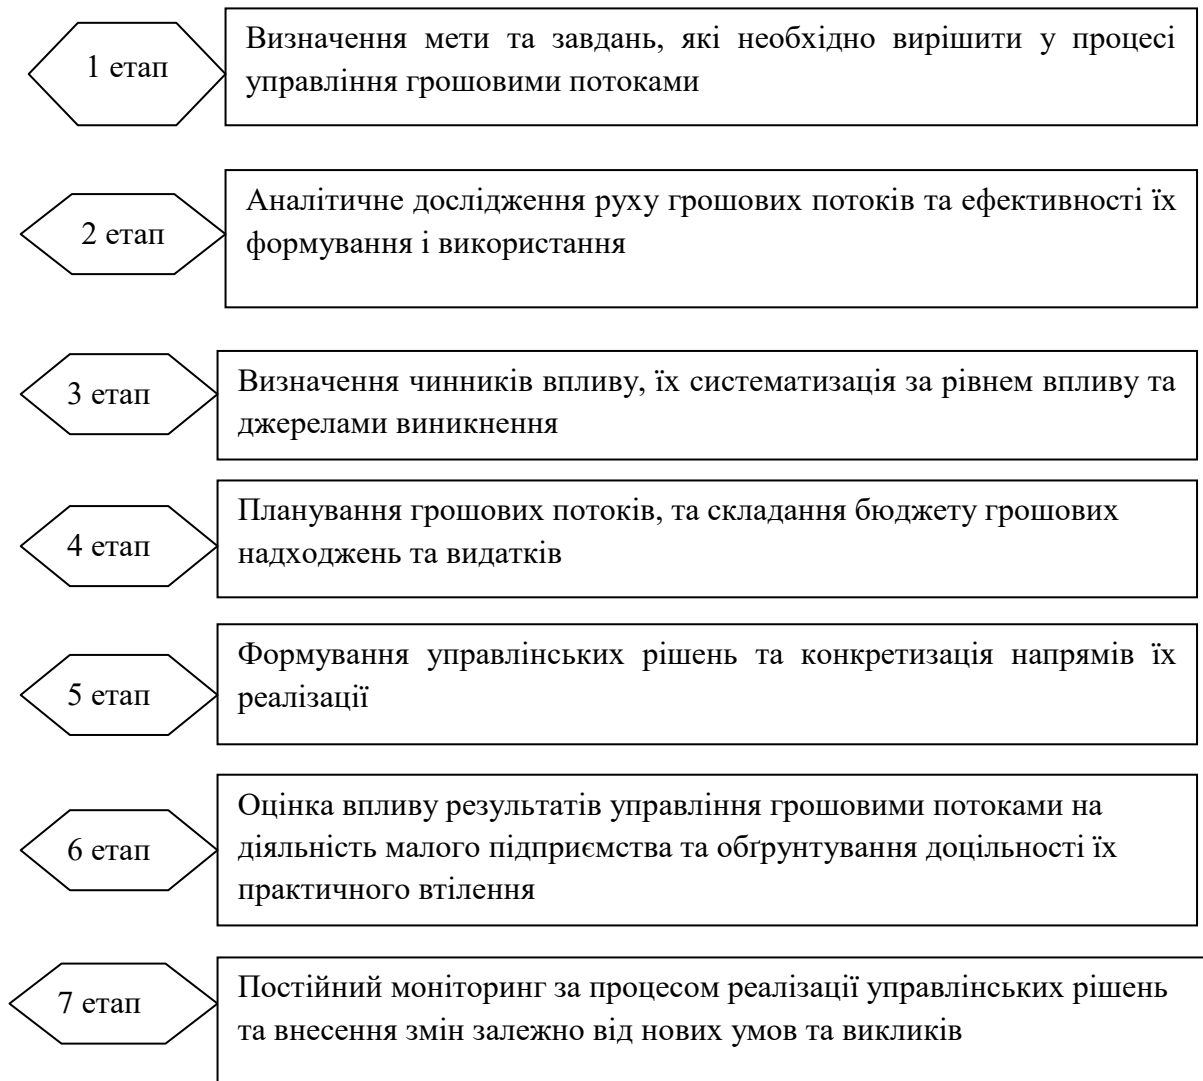 1 етап
Визначення мети та завдань, які необхідно вирішити у процесі
управління грошовими потоками
2 етап
Аналітичне дослідження руху грошових потоків та ефективності їх
формування і використання
3 етап
Визначення чинників впливу, їх систематизація за рівнем впливу та
джерелами виникнення
4 етап
Планування грошових потоків, та складання бюджету грошових
надходжень та видатків
5 етап
Формування управлінських рішень та конкретизація напрямів їх
реалізації
6 етап
Оцінка впливу результатів управління грошовими потоками на
діяльність малого підприємства та обґрунтування доцільності їх
практичного втілення
7 етап
Постійний моніторинг за процесом реалізації управлінських рішень
та внесення змін залежно від нових умов та викликів